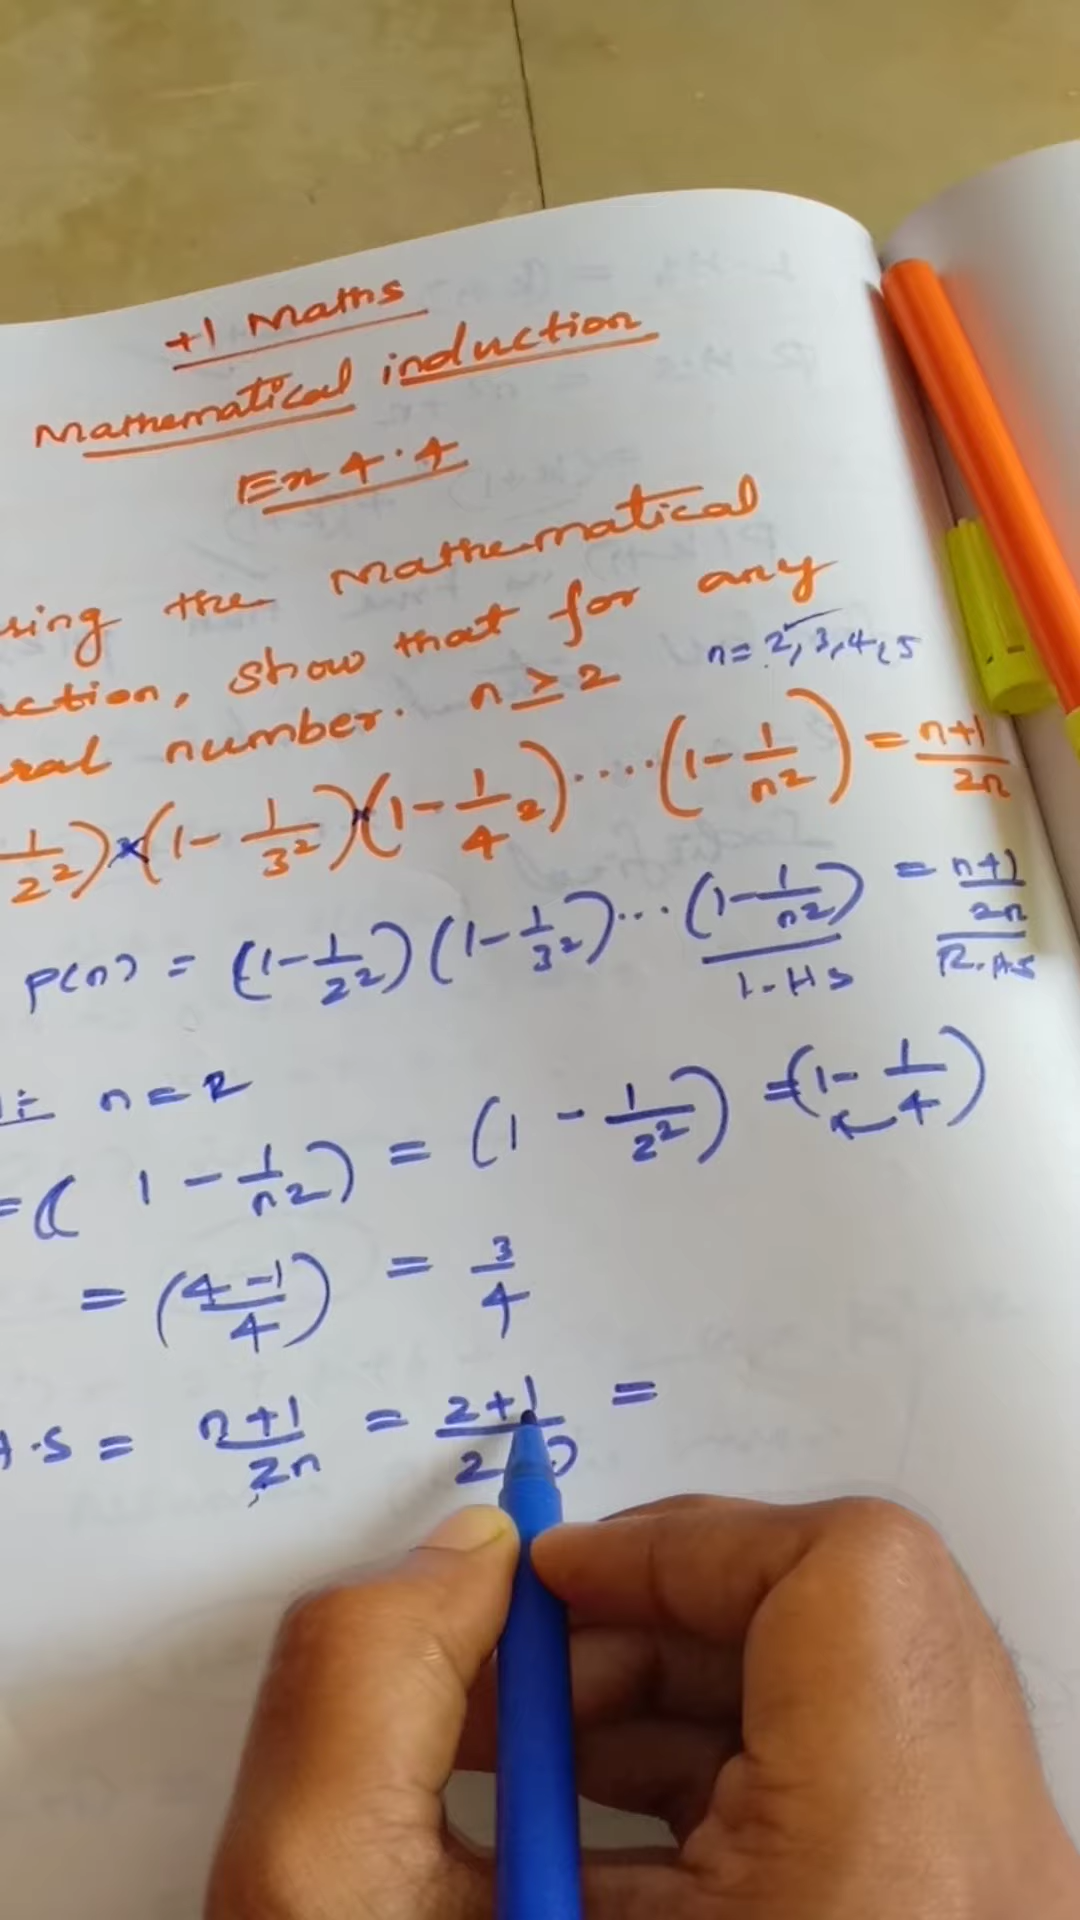 +1 Maths
Mathematical induction
Ex 4.4
sing the Mathematical
ction, show that for any
ral number. n ≥ 2 n = 2, 3, 4, 5
1/2²) × (1 - 1/3²) × (1 - 1/4²) .... (1 - 1/n²) = n+1/2n
P(n) = (1 - 1/2²) (1 - 1/3²) ... (1 - 1/n²) = n+1/2n
L.HS R.H.S
n = 2
= (1 - 1/n²) = (1 - 1/2²) = (1 - 1/4)
= (4-1/4) = 3/4
.S = n+1/2n = 2+1/2 =